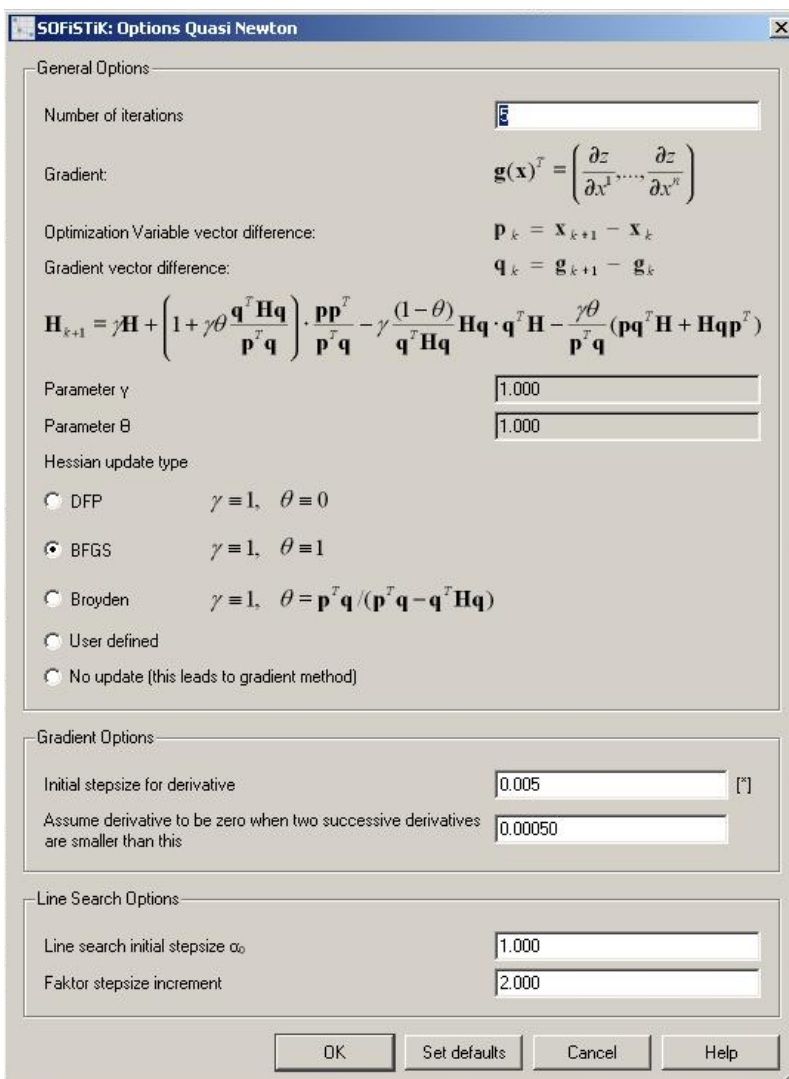 SOFiSTiK: Options Quasi Newton
General Options
Number of iterations 5
Gradient: g(x)^T = (∂z/∂x^1,...,∂z/∂x^n)
Optimization Variable vector difference: p_k = x_{k+1} − x_k
Gradient vector difference: q_k = g_{k+1} − g_k
H_{k+1} = γH + (1 + γθ q^T Hq / p^T q) · pp^T / p^T q − γ (1 − θ) / q^T Hq Hq · q^T H − γθ / p^T q (pq^T H + Hqp^T)
Parameter γ 1.000
Parameter θ 1.000
Hessian update type
DFP γ ≡ 1, θ ≡ 0
BFGS γ ≡ 1, θ ≡ 1
Broyden γ ≡ 1, θ = p^T q /(p^T q − q^T Hq)
User defined
No update (this leads to gradient method)
Gradient Options
Initial stepsize for derivative 0.005 [*]
Assume derivative to be zero when two successive derivatives
are smaller than this 0.00050
Line Search Options
Line search initial stepsize α₀ 1.000
Faktor stepsize increment 2.000
OK Set defaults Cancel Help